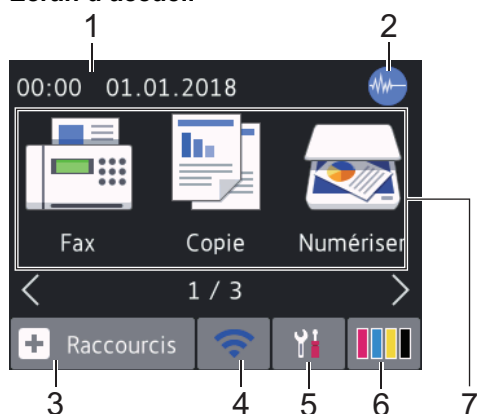 Écran d'accueil
1 2
00:00 01.01.2018
Fax Copie Numériser
1 / 3
Raccourcis
3 4 5 6 7